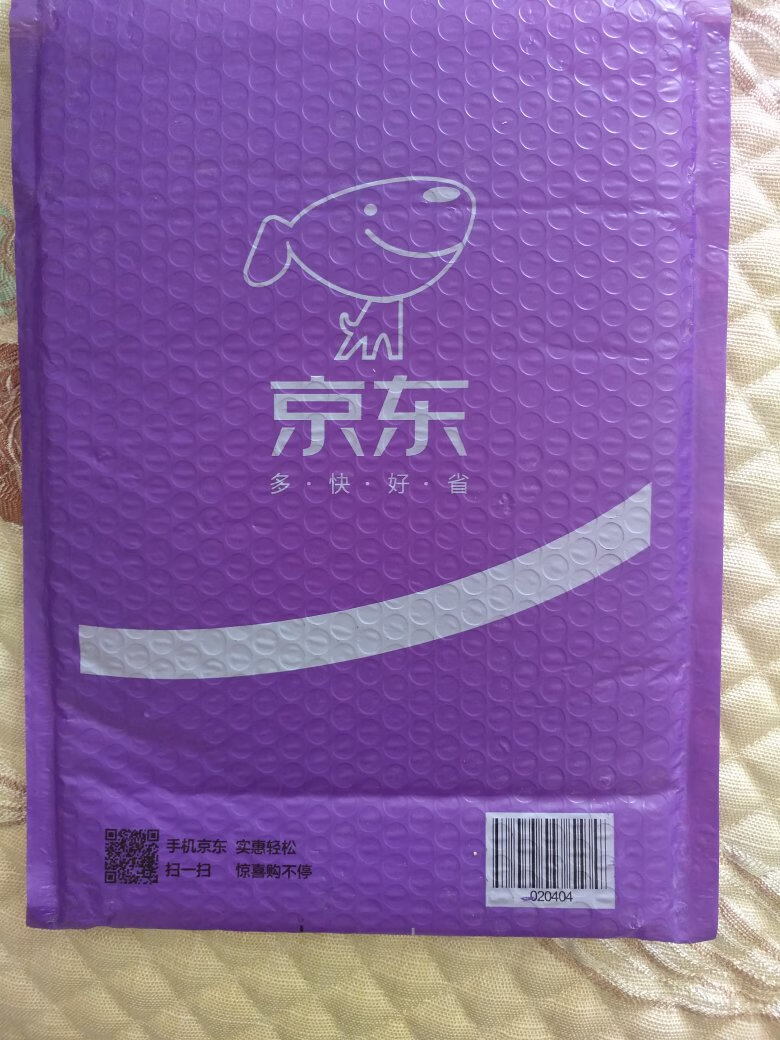 京东
多·快·好·省
手机京东 实惠轻松
扫一扫 惊喜购不停
020404